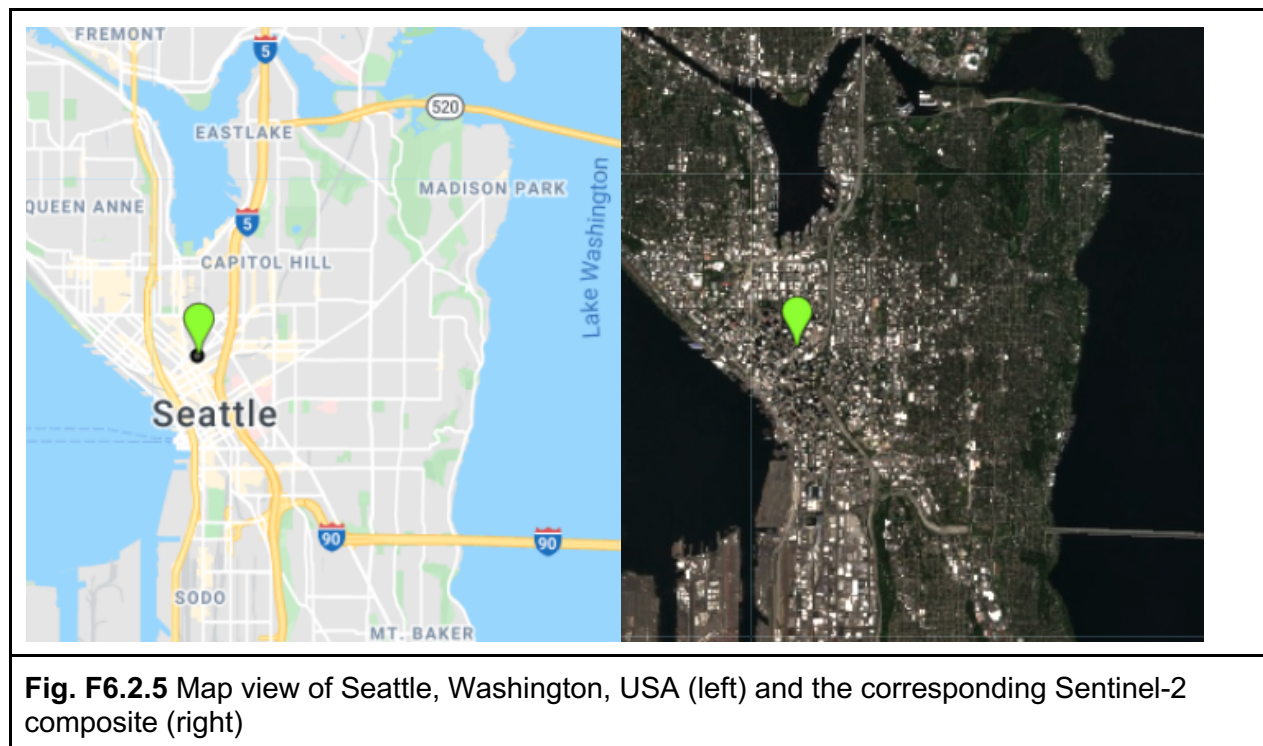 FREMONT
5
520
EASTLAKE
MADISON PARK
QUEEN ANNE
5
Lake Washington
CAPITOL HILL
Seattle
90
90
SODO
MT. BAKER
Fig. F6.2.5 Map view of Seattle, Washington, USA (left) and the corresponding Sentinel-2
composite (right)